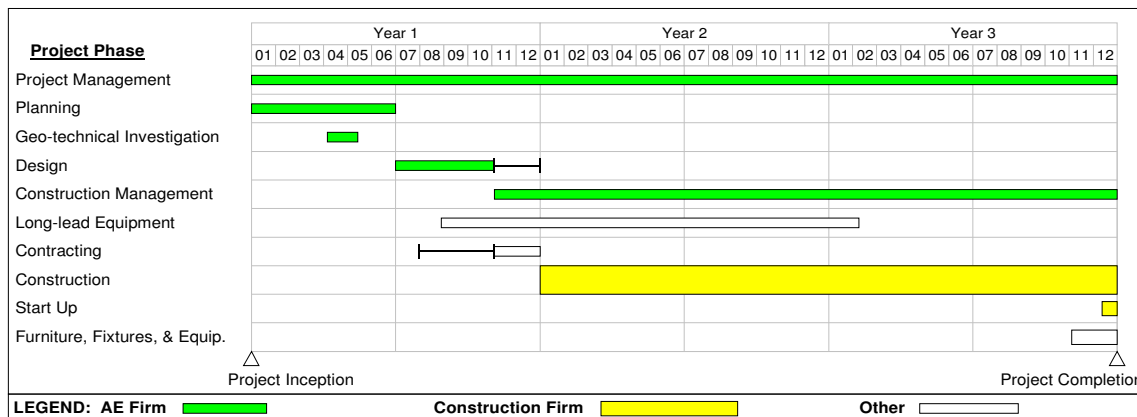 Year 1 Year 2 Year 3
Project Phase
01 02 03 04 05 06 07 08 09 10 11 12 01 02 03 04 05 06 07 08 09 10 11 12 01 02 03 04 05 06 07 08 09 10 11 12
Project Management
Planning
Geo-technical Investigation
Design
Construction Management
Long-lead Equipment
Contracting
Construction
Start Up
Furniture, Fixtures, & Equip.
Project Inception Project Completion
LEGEND: AE Firm Construction Firm Other